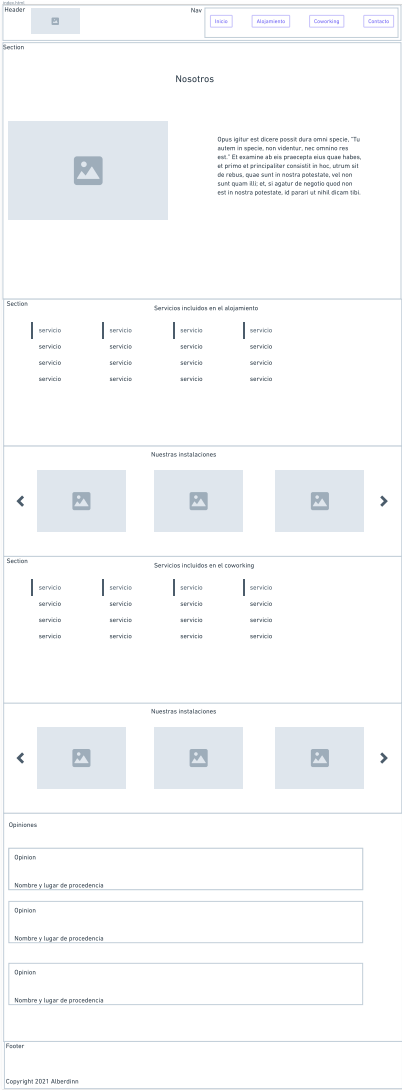 index.html
Header
Nav
Inicio
Alojamiento
Coworking
Contacto
Section
Nosotros
Opus igitur est dicere possit dura omni specie, "Tu
autem in specie, non videntur, nec omnino res
est." Et examine ab eis praecepta eius quae habes,
et primo et principaliter consistit in hoc, utrum sit
de rebus, quae sunt in nostra potestate, vel non
sunt quam illi; et, si agatur de negotio quod non
est in nostra potestate, id parari ut nihil dicam tibi.
Section
Servicios incluidos en el alojamiento
servicio servicio servicio servicio
servicio servicio servicio servicio
servicio servicio servicio servicio
servicio servicio servicio servicio
Nuestras instalaciones
Section
Servicios incluidos en el coworking
servicio servicio servicio servicio
servicio servicio servicio servicio
servicio servicio servicio servicio
servicio servicio servicio servicio
Nuestras instalaciones
Opiniones
Opinion
Nombre y lugar de procedencia
Opinion
Nombre y lugar de procedencia
Opinion
Nombre y lugar de procedencia
Footer
Copyright 2021 Alberdinn